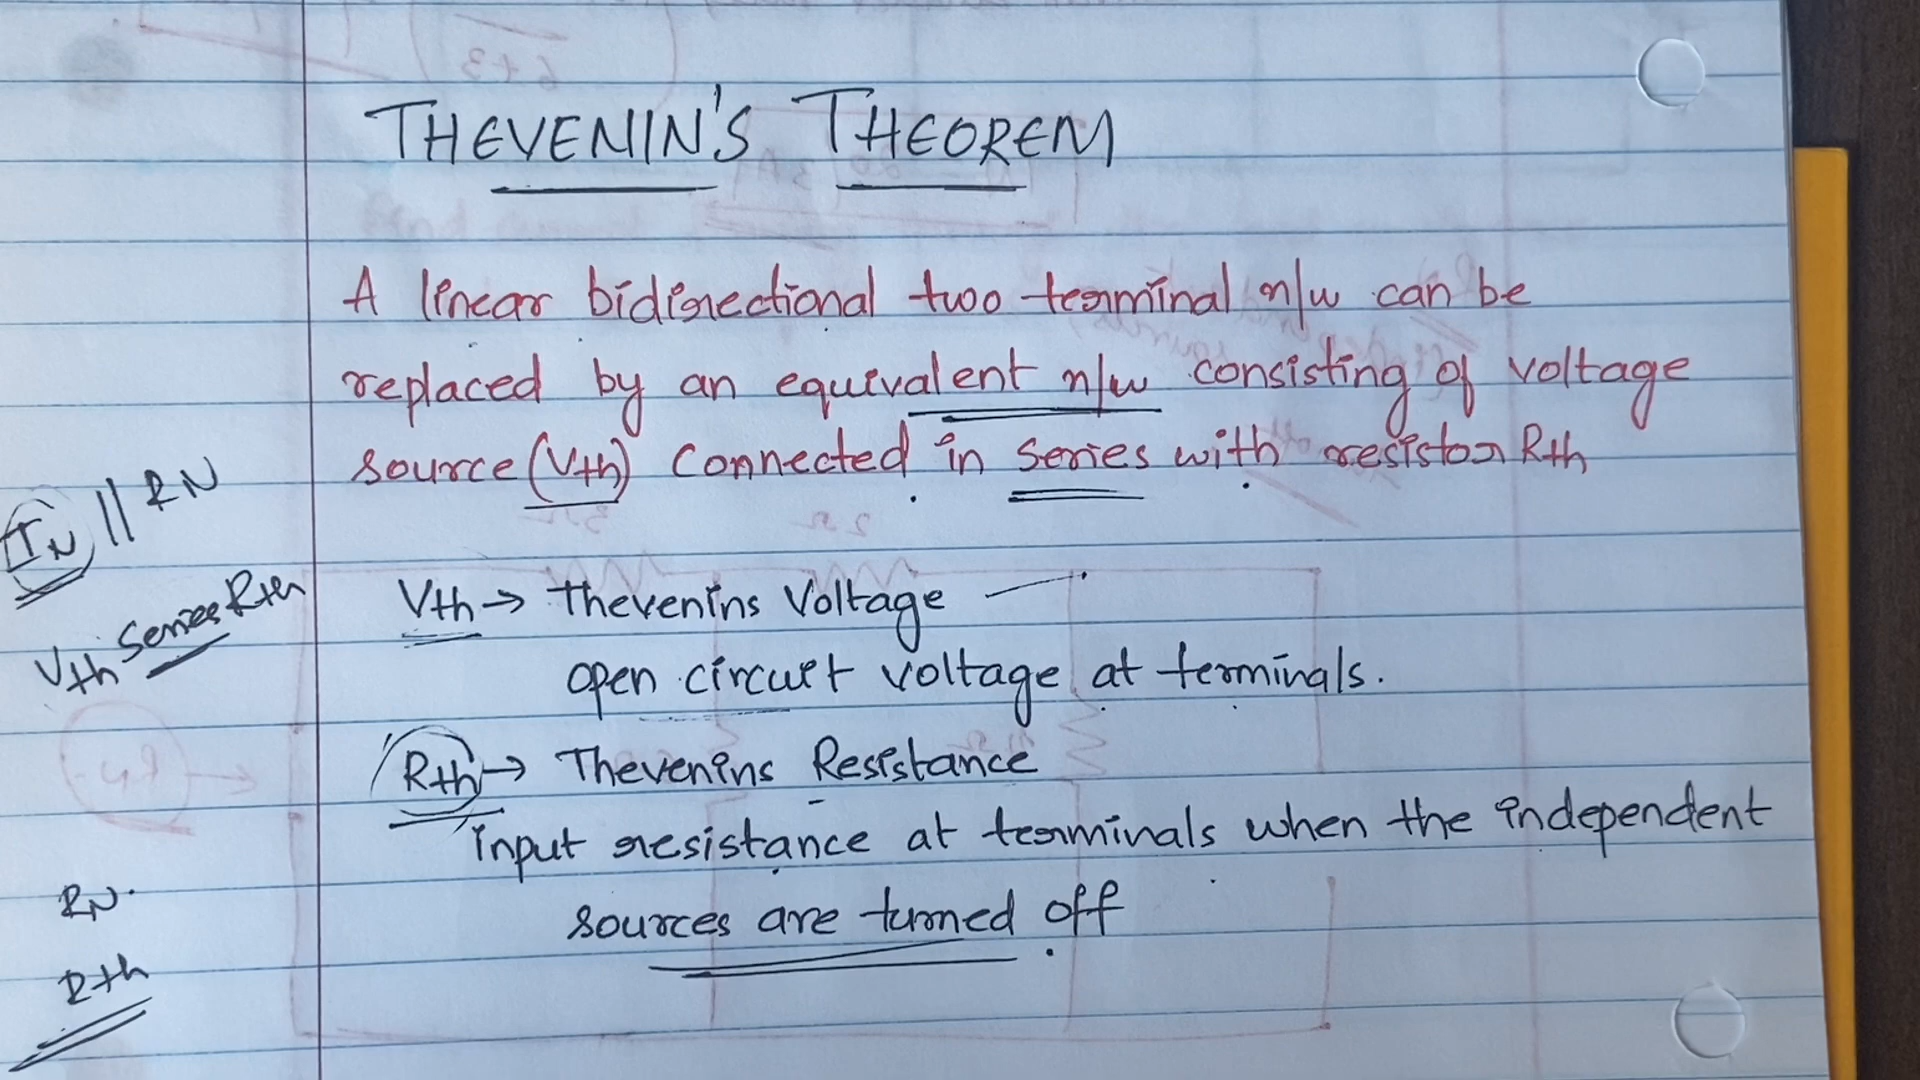 THEVENIN'S THEOREM
A linear bidirectional two terminal n/w can be
replaced by an equivalent n/w consisting of voltage
source (Vth) connected in series with resistor Rth
IN || RN
Vth series Rth
Vth → Thevenins Voltage
open circuit voltage at terminals.
Rth → Thevenins Resistance
input resistance at terminals when the independent
sources are turned off
RN
Rth